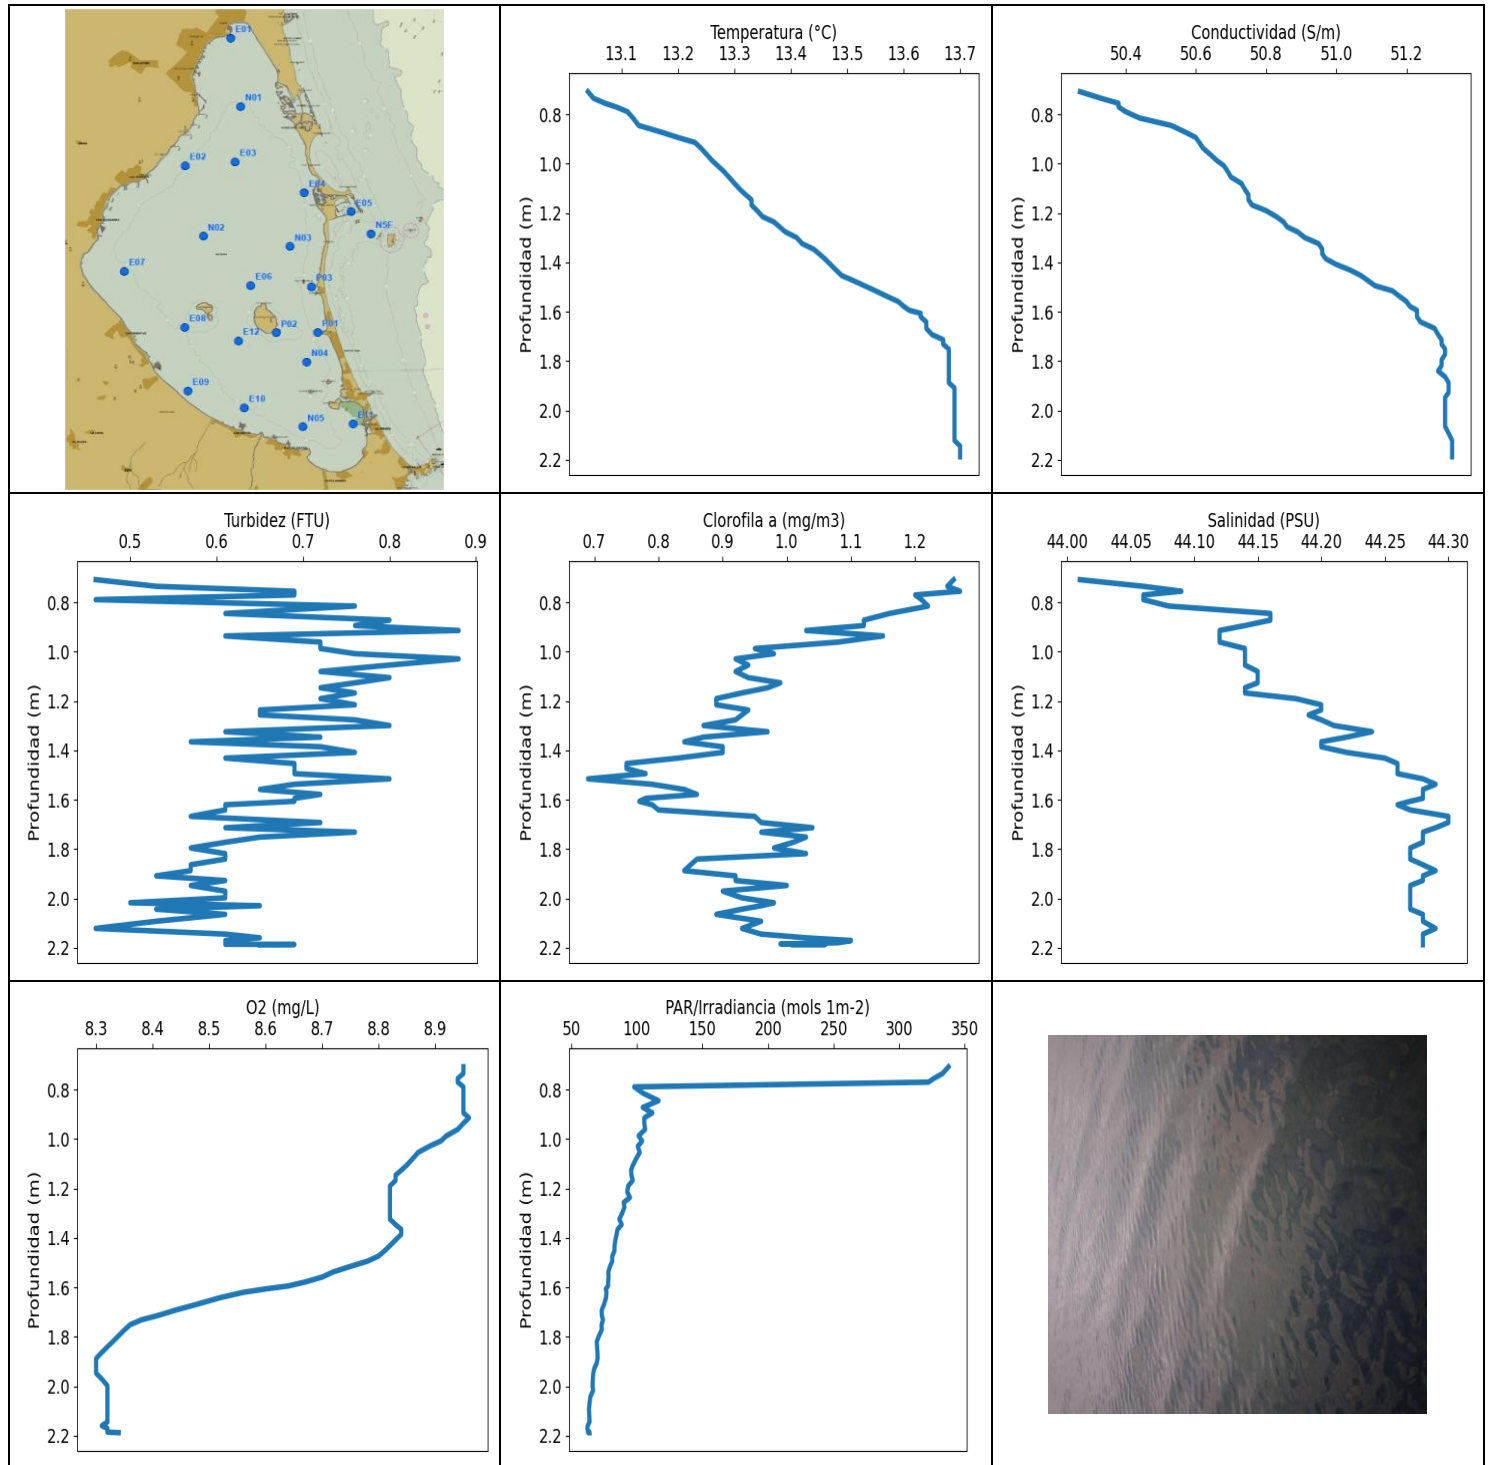 E01
N01
E02
E03
E04
E05
N5E
N02
N03
E07
E06
P03
E08
E12
P02
P01
N04
E09
E10
N05
E11
Temperatura (°C)
13.1 13.2 13.3 13.4 13.5 13.6 13.7
Profundidad (m)
0.8
1.0
1.2
1.4
1.6
1.8
2.0
2.2
Conductividad (S/m)
50.4 50.6 50.8 51.0 51.2
Profundidad (m)
0.8
1.0
1.2
1.4
1.6
1.8
2.0
2.2
Turbidez (FTU)
0.5 0.6 0.7 0.8 0.9
Profundidad (m)
0.8
1.0
1.2
1.4
1.6
1.8
2.0
2.2
Clorofila a (mg/m3)
0.7 0.8 0.9 1.0 1.1 1.2
Profundidad (m)
0.8
1.0
1.2
1.4
1.6
1.8
2.0
2.2
Salinidad (PSU)
44.00 44.05 44.10 44.15 44.20 44.25 44.30
Profundidad (m)
0.8
1.0
1.2
1.4
1.6
1.8
2.0
2.2
O2 (mg/L)
8.3 8.4 8.5 8.6 8.7 8.8 8.9
Profundidad (m)
0.8
1.0
1.2
1.4
1.6
1.8
2.0
2.2
PAR/Irradiancia (mols 1m-2)
50 100 150 200 250 300 350
Profundidad (m)
0.8
1.0
1.2
1.4
1.6
1.8
2.0
2.2